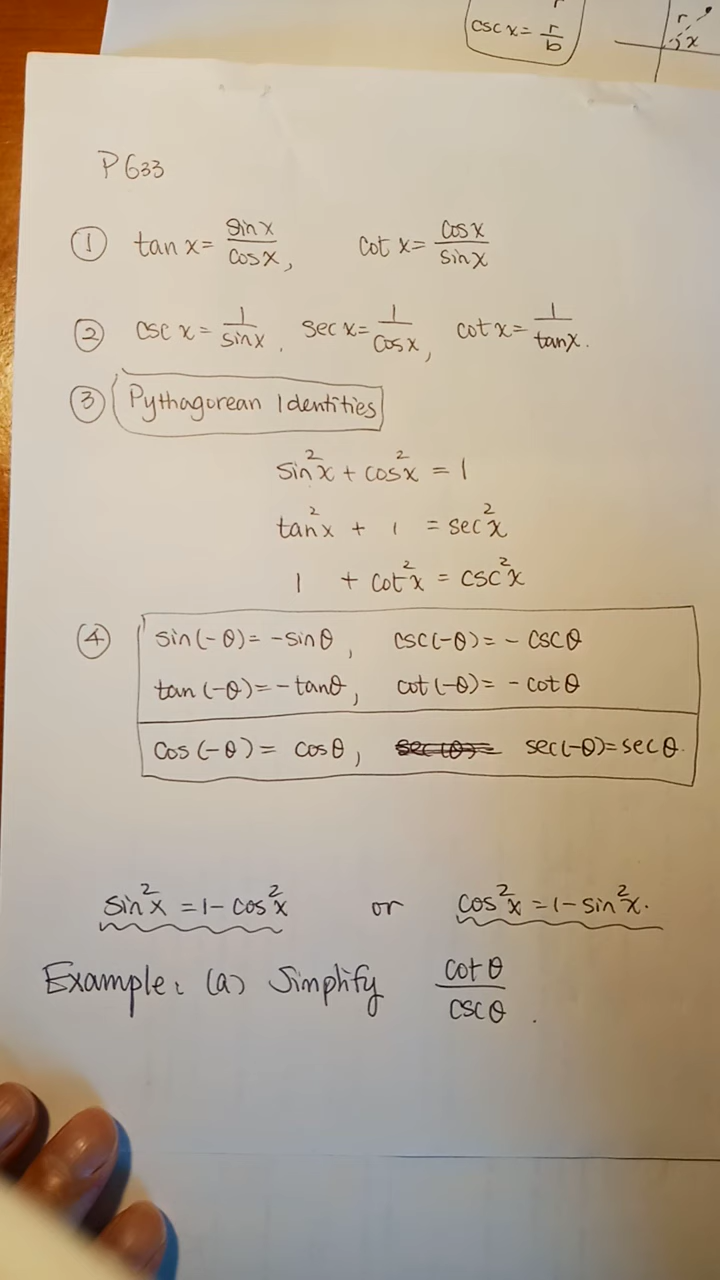 csc x = r/b
r
x
P633
① tan x = sin x / cos x, cot x = cos x / sin x
② csc x = 1/sin x . sec x = 1/cos x, cot x = 1/tan x.
③ Pythagorean Identities
sin²x + cos²x = 1
tan²x + 1 = sec²x
1 + cot²x = csc²x
④ sin(-θ) = -sinθ, csc(-θ) = - cscθ
tan(-θ) = -tanθ, cot(-θ) = - cotθ
cos(-θ) = cosθ, sec(-θ) = secθ.
sin²x = 1 - cos²x or cos²x = 1 - sin²x.
Example: (a) Simplify cotθ / cscθ .